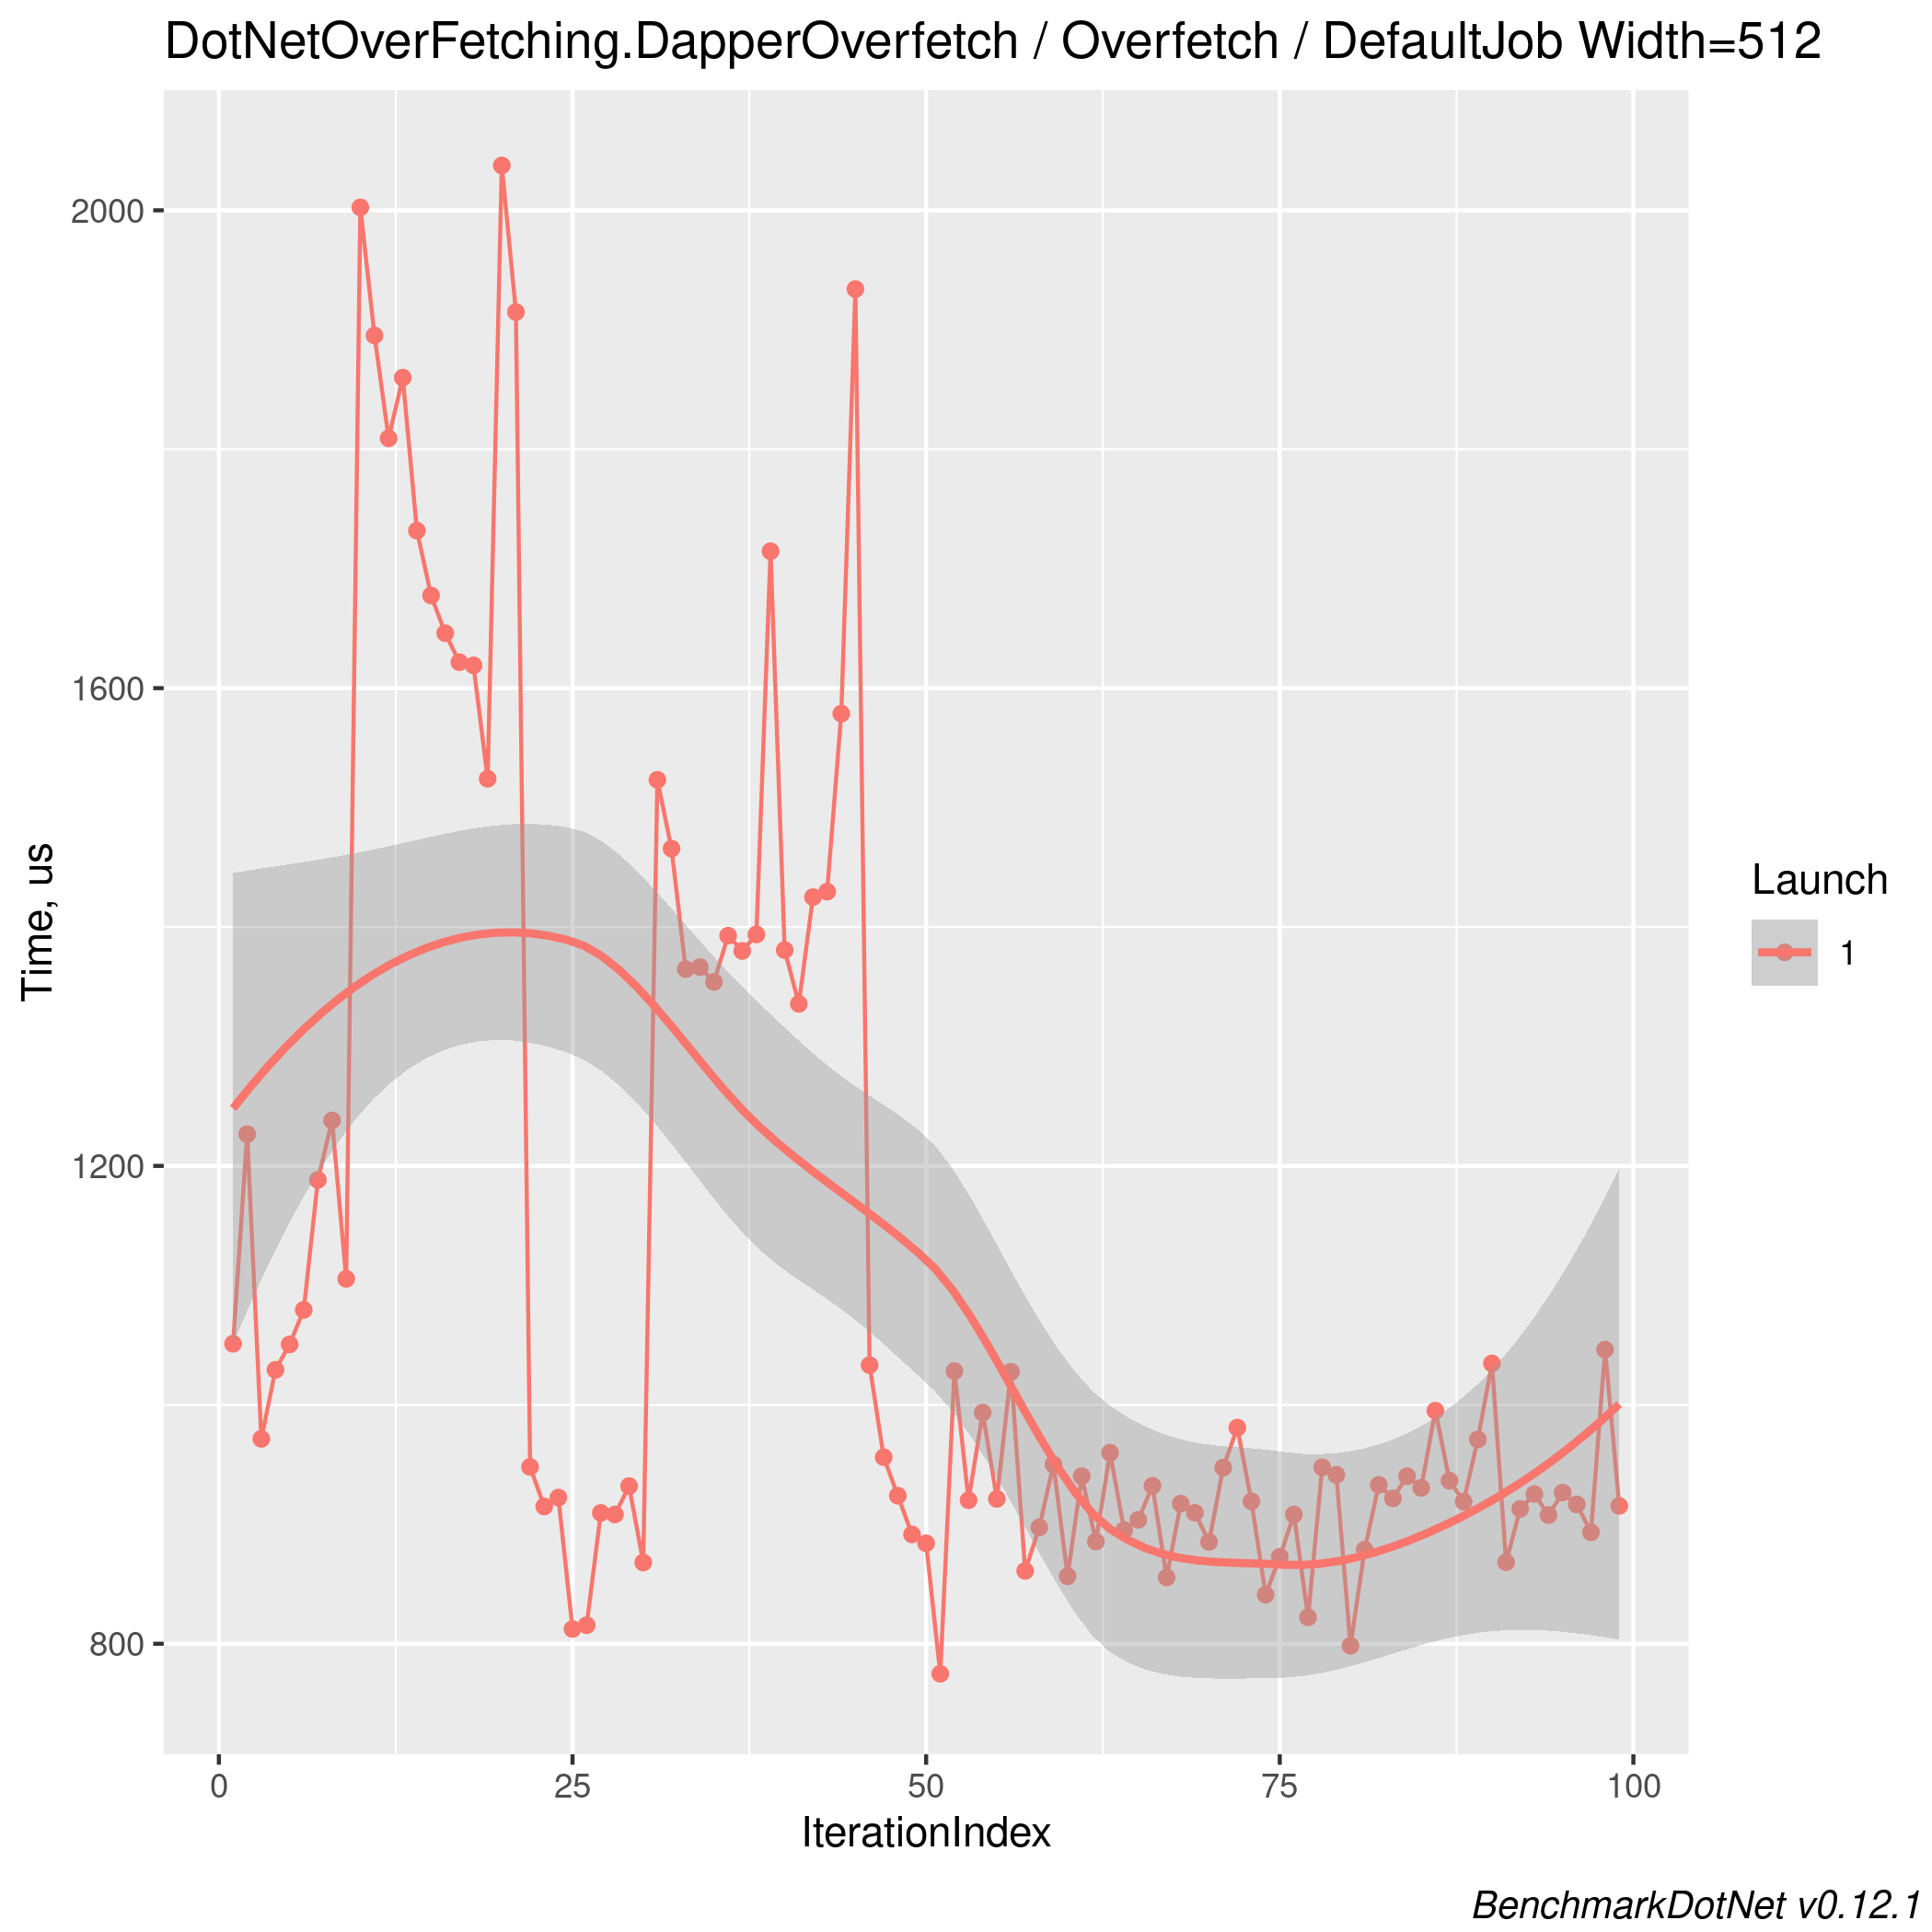 DotNetOverFetching.DapperOverfetch / Overfetch / DefaultJob Width=512
2000
1600
1200
800
Time, us
0 25 50 75 100
IterationIndex
Launch
1
BenchmarkDotNet v0.12.1